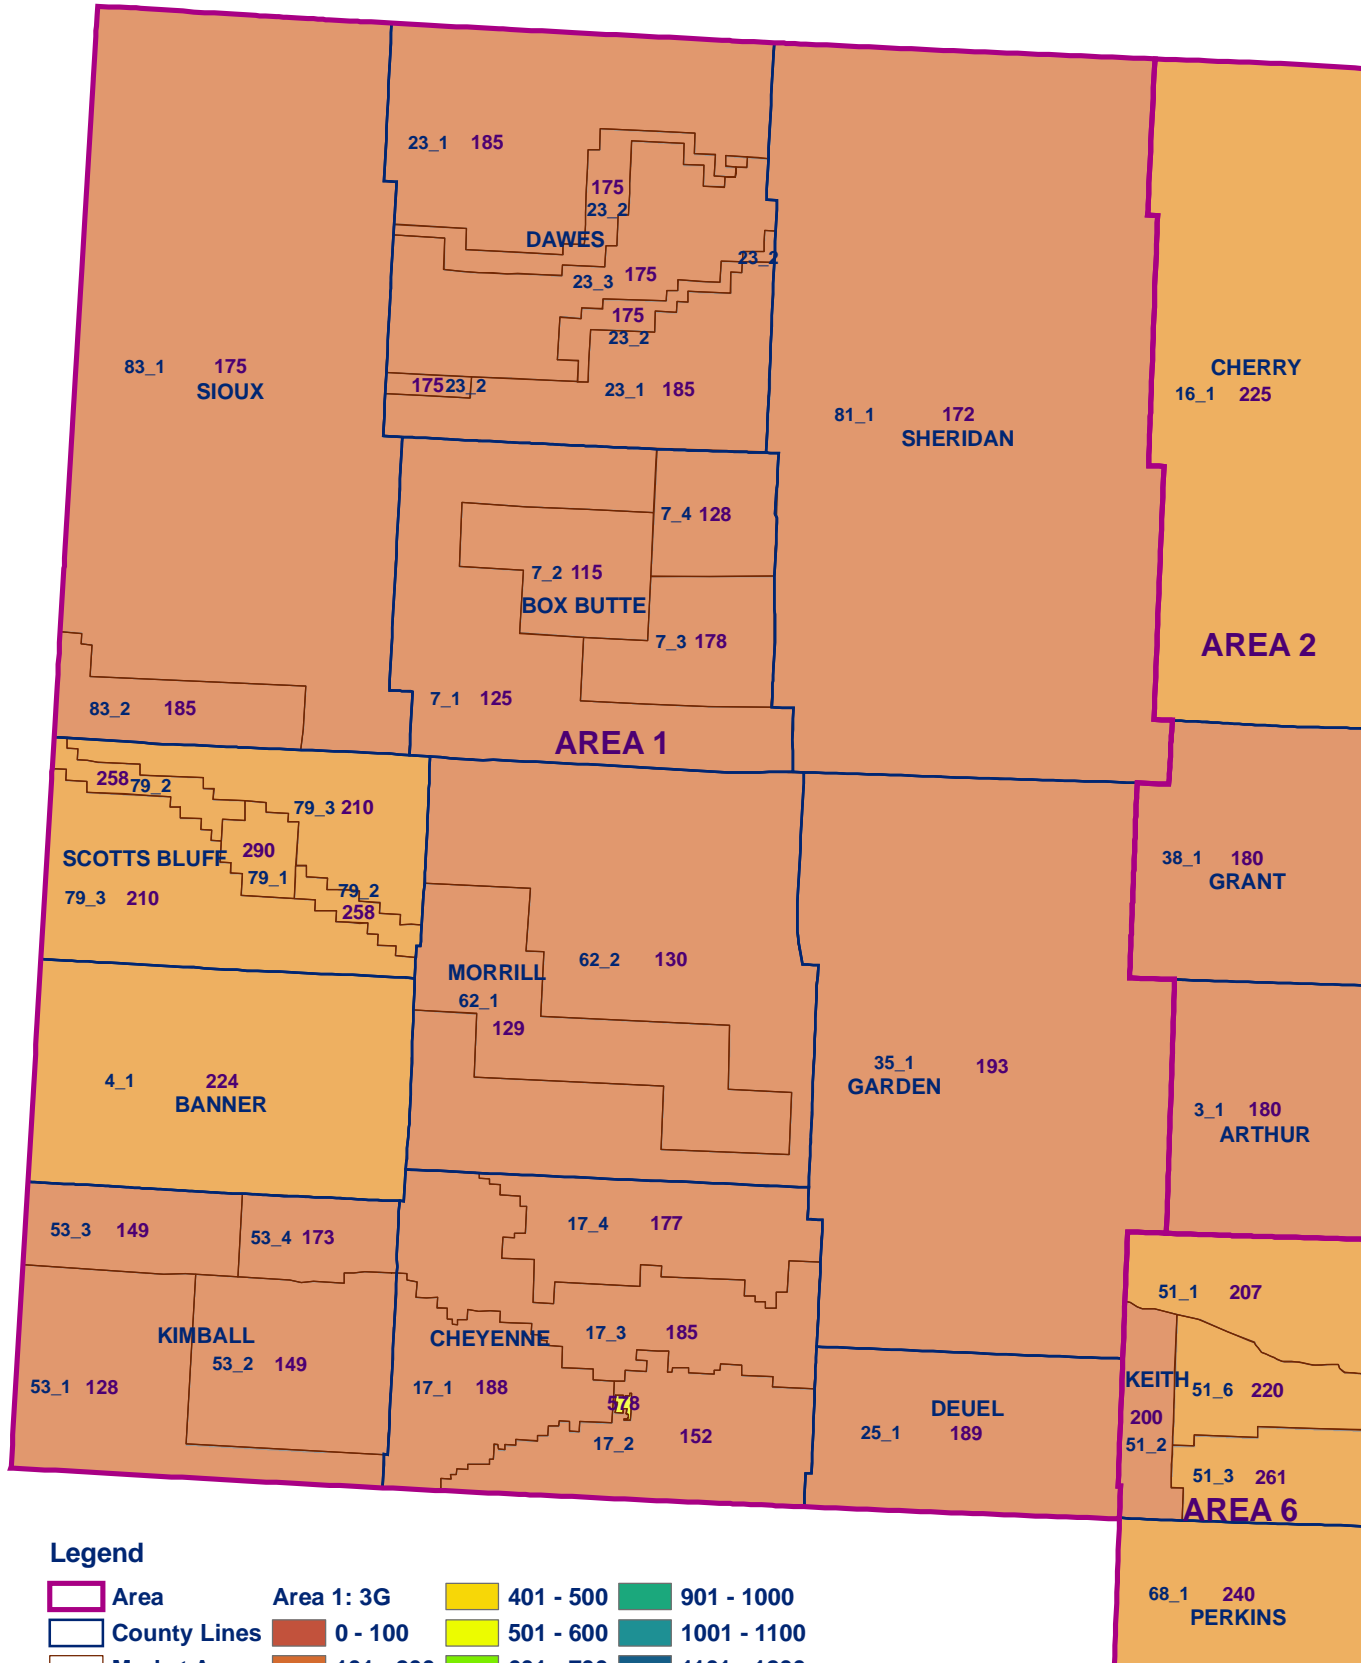 23_1 185
175
23_2
DAWES
23_2
23_3 175
175
23_2
175 23_2
23_1 185
83_1 175
SIOUX
81_1 172
SHERIDAN
CHERRY
16_1 225
7_4 128
7_2 115
BOX BUTTE
7_3 178
AREA 2
7_1 125
83_2 185
AREA 1
258 79_2
79_3 210
SCOTTS BLUFF 290
79_1
79_2
79_3 210
258
38_1 180
GRANT
62_2 130
MORRILL
62_1
129
35_1 193
GARDEN
4_1 224
BANNER
3_1 180
ARTHUR
53_3 149
53_4 173
17_4 177
51_1 207
KIMBALL
CHEYENNE 17_3 185
53_2 149
53_1 128
17_1 188
578
17_2 152
DEUEL
25_1 189
KEITH 51_6 220
200
51_2
51_3 261
AREA 6
68_1 240
PERKINS
Legend
Area Area 1: 3G 401 - 500 901 - 1000
County Lines 0 - 100 501 - 600 1001 - 1100